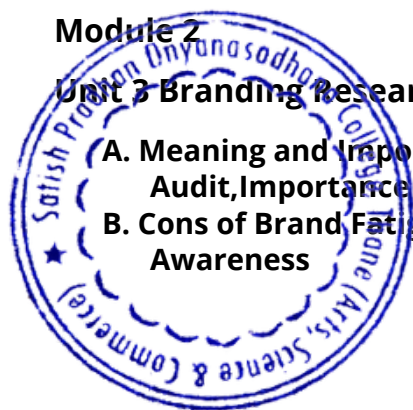 Module 2
Unit 3 Branding Resear
A. Meaning and Impo
Audit,Importance
B. Cons of Brand Fatig
Awareness
Satish Pradhan Dnyanasadhana College, Thane (Arts, Science & Commerce) ★